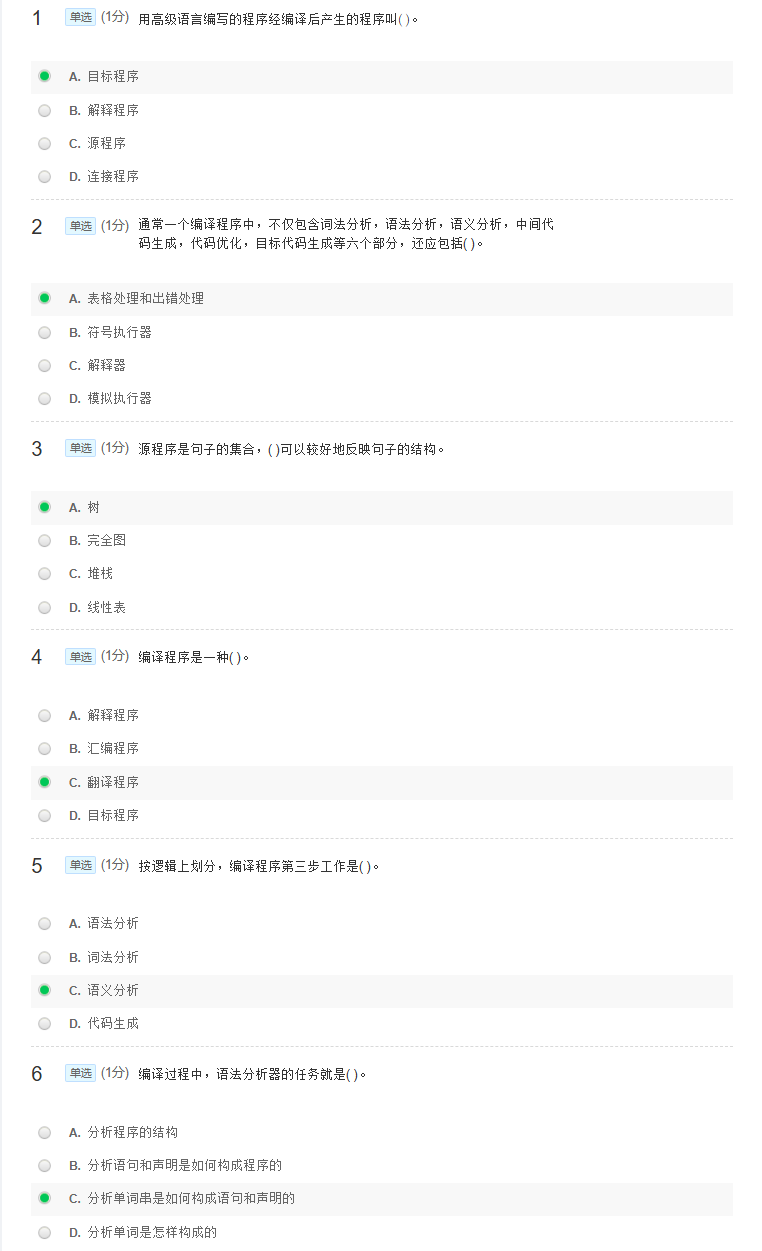 1 单选 (1分) 用高级语言编写的程序经编译后产生的程序叫( )。
A. 目标程序
B. 解释程序
C. 源程序
D. 连接程序
2 单选 (1分) 通常一个编译程序中，不仅包含词法分析，语法分析，语义分析，中间代
码生成，代码优化，目标代码生成等六个部分，还应包括( )。
A. 表格处理和出错处理
B. 符号执行器
C. 解释器
D. 模拟执行器
3 单选 (1分) 源程序是句子的集合，( )可以较好地反映句子的结构。
A. 树
B. 完全图
C. 堆栈
D. 线性表
4 单选 (1分) 编译程序是一种( )。
A. 解释程序
B. 汇编程序
C. 翻译程序
D. 目标程序
5 单选 (1分) 按逻辑上划分，编译程序第三步工作是( )。
A. 语法分析
B. 词法分析
C. 语义分析
D. 代码生成
6 单选 (1分) 编译过程中，语法分析器的任务就是( )。
A. 分析程序的结构
B. 分析语句和声明是如何构成程序的
C. 分析单词串是如何构成语句和声明的
D. 分析单词是怎样构成的